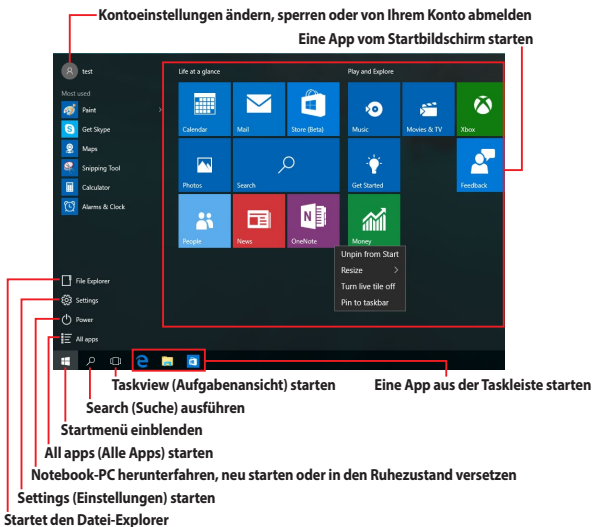 Kontoeinstellungen ändern, sperren oder von Ihrem Konto abmelden
Eine App vom Startbildschirm starten
test
Life at a glance
Play and Explore
Most used
Paint
Get Skype
Maps
Snipping Tool
Calculator
Alarms & Clock
Calendar
Mail
Store (Beta)
Music
Movies & TV
Xbox
Photos
Search
Get Started
Feedback
People
News
OneNote
Money
Unpin from Start
Resize
Turn live tile off
Pin to taskbar
File Explorer
Settings
Power
All apps
Taskview (Aufgabenansicht) starten
Eine App aus der Taskleiste starten
Search (Suche) ausführen
Startmenü einblenden
All apps (Alle Apps) starten
Notebook-PC herunterfahren, neu starten oder in den Ruhezustand versetzen
Settings (Einstellungen) starten
Startet den Datei-Explorer